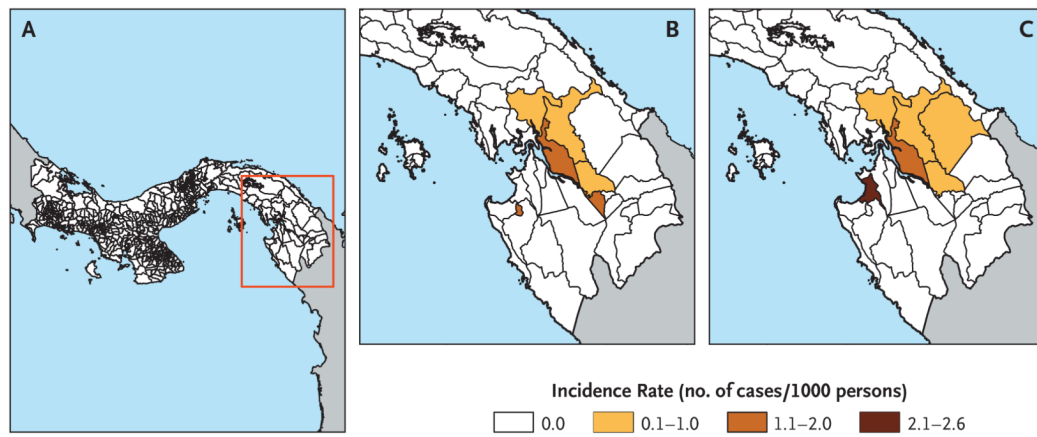 A
B
C
Incidence Rate (no. of cases/1000 persons)
0.0
0.1–1.0
1.1–2.0
2.1–2.6